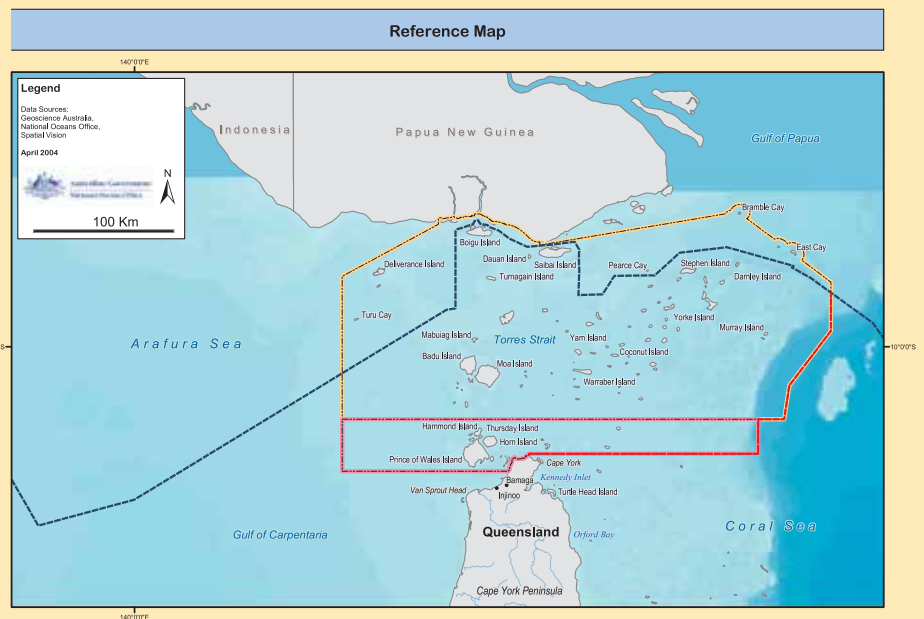 Reference Map
140°0'0"E
Legend
Data Sources:
Geoscience Australia,
National Oceans Office,
Spatial Vision
April 2004
N
100 Km
Indonesia
Papua New Guinea
Gulf of Papua
Bramble Cay
Boigu Island
East Cay
Deliverance Island
Dauan Island
Saibai Island
Pearce Cay
Stephen Island
Turnagain Island
Darnley Island
Turu Cay
Yorke Island
Murray Island
Mabuiag Island
Torres Strait
Yam Island
Arafura Sea
S
10°0'0"S
Badu Island
Coconut Island
Moa Island
Warraber Island
Hammond Island
Thursday Island
Horn Island
Prince of Wales Island
Cape York
Bamaga
Kennedy Inlet
Van Sprout Head
Injinoo
Turtle Head Island
Queensland
Orford Bay
Coral Sea
Gulf of Carpentaria
Cape York Peninsula
140°0'0"E